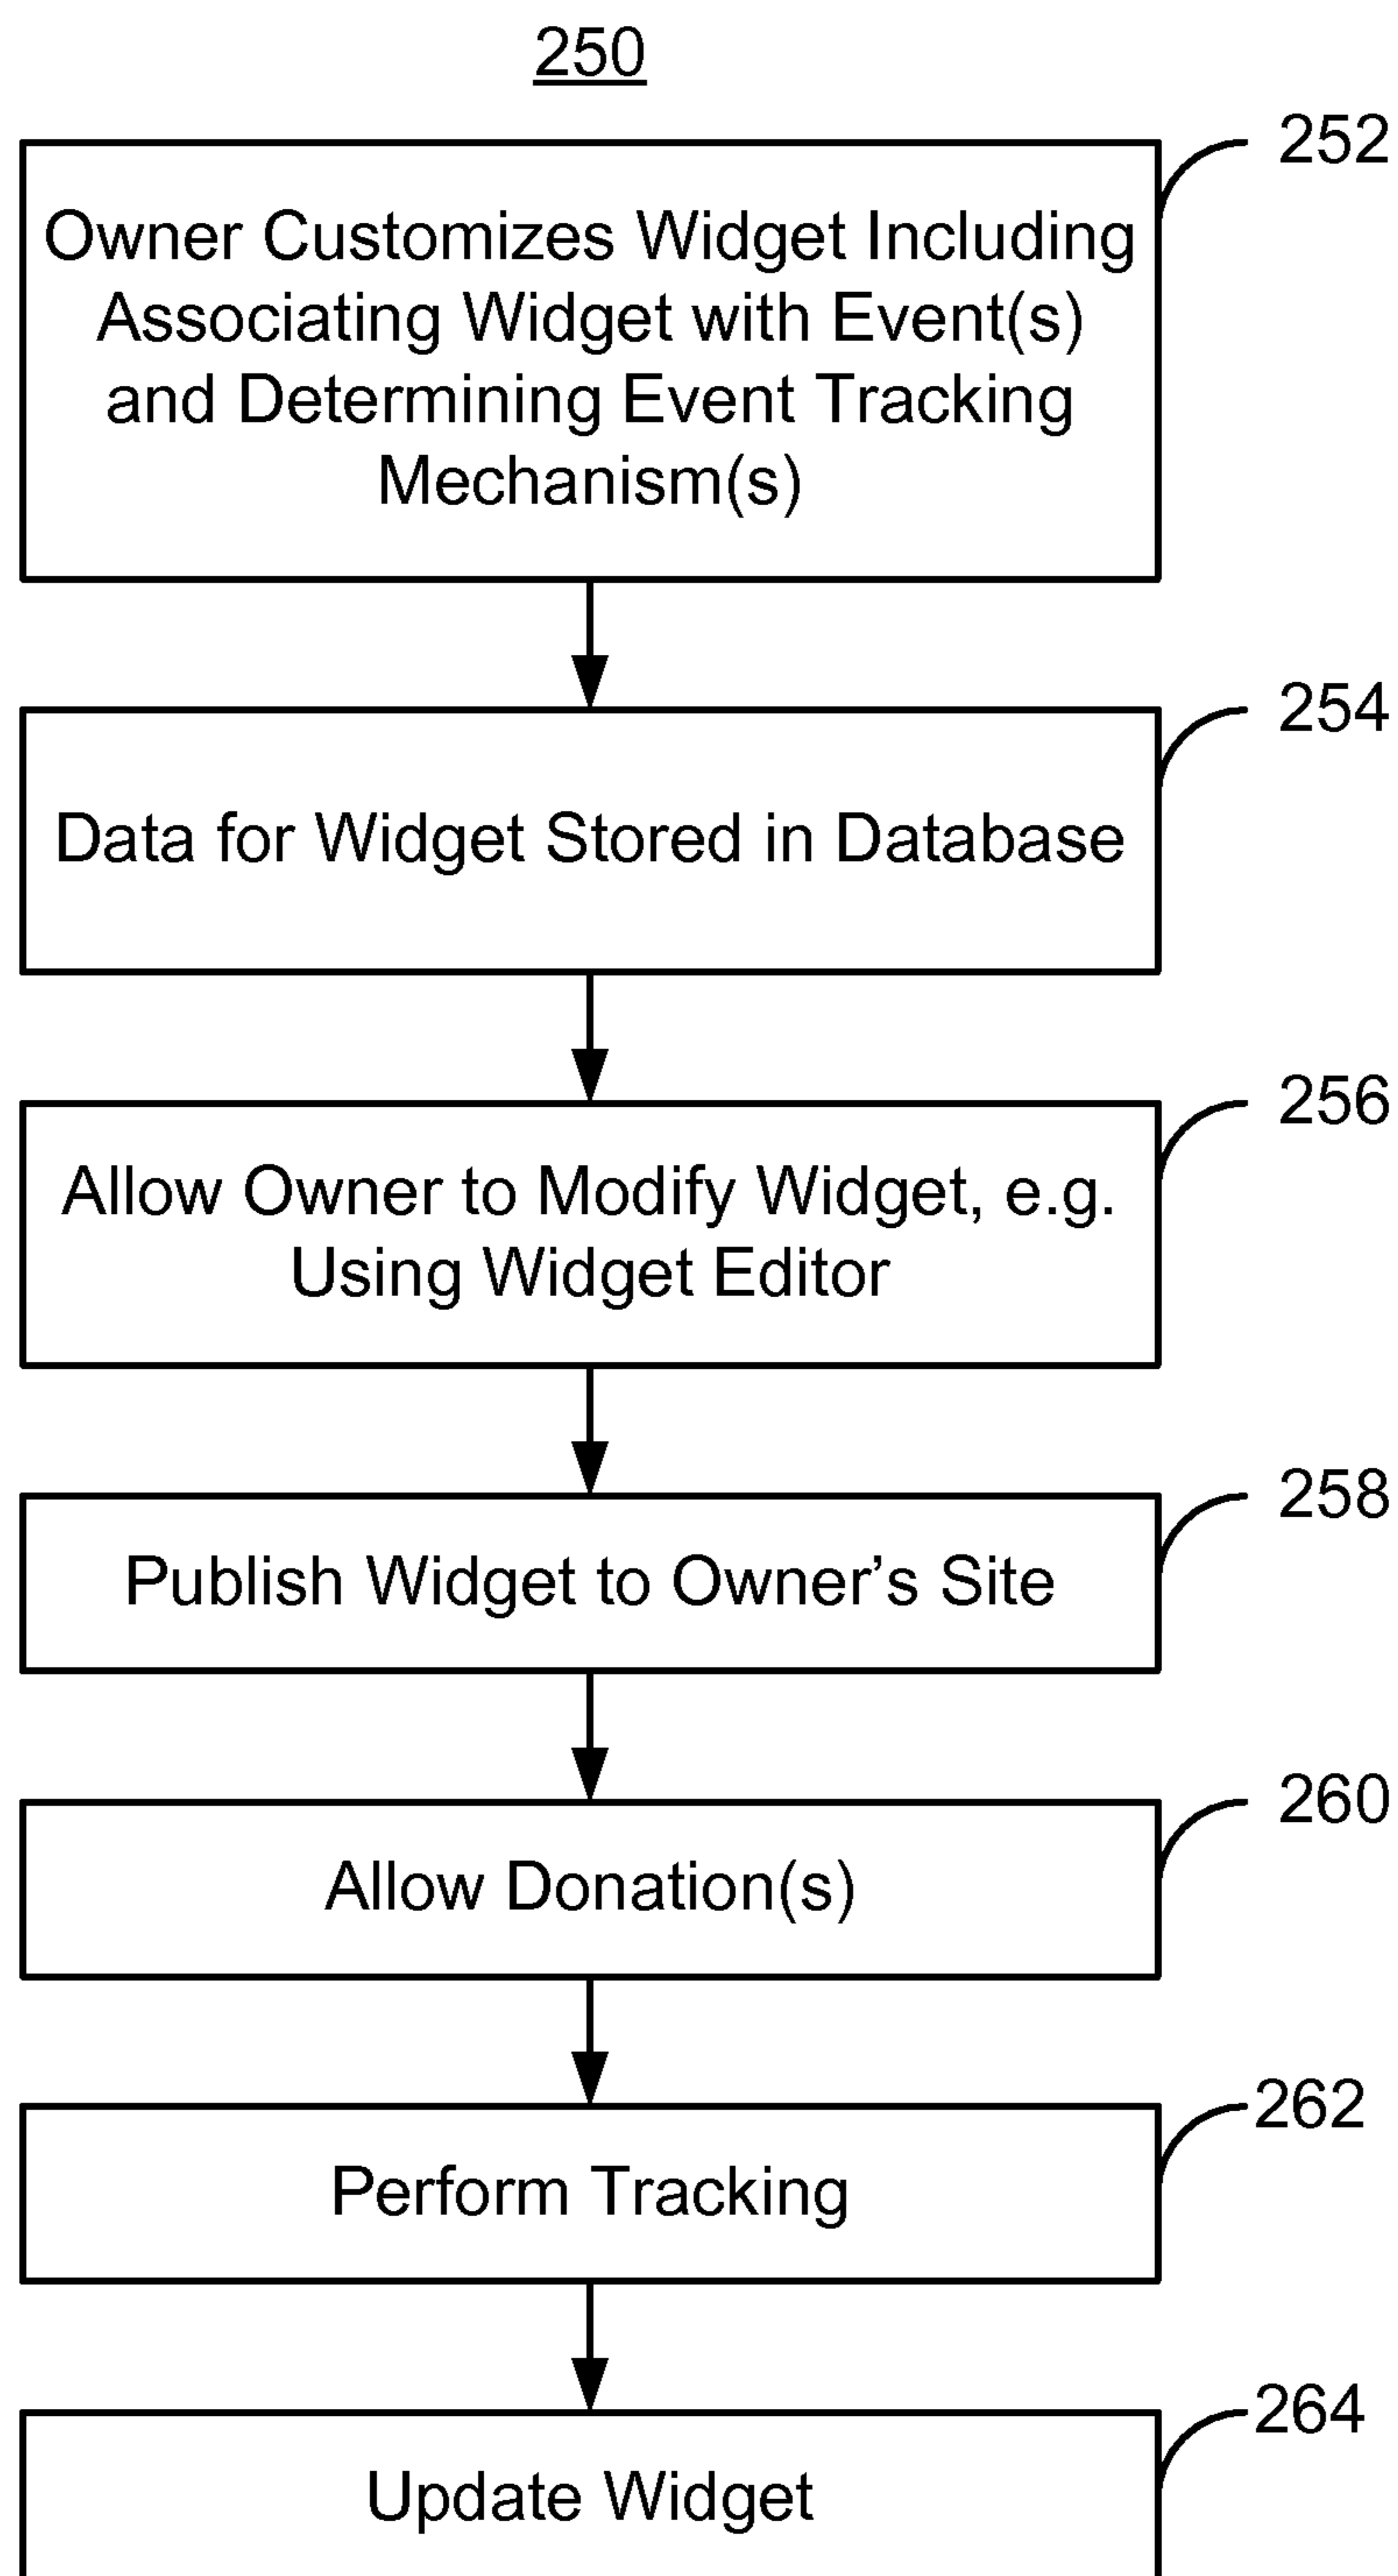 250
252
Owner Customizes Widget Including
Associating Widget with Event(s)
and Determining Event Tracking
Mechanism(s)
254
Data for Widget Stored in Database
256
Allow Owner to Modify Widget, e.g.
Using Widget Editor
258
Publish Widget to Owner’s Site
260
Allow Donation(s)
262
Perform Tracking
264
Update Widget